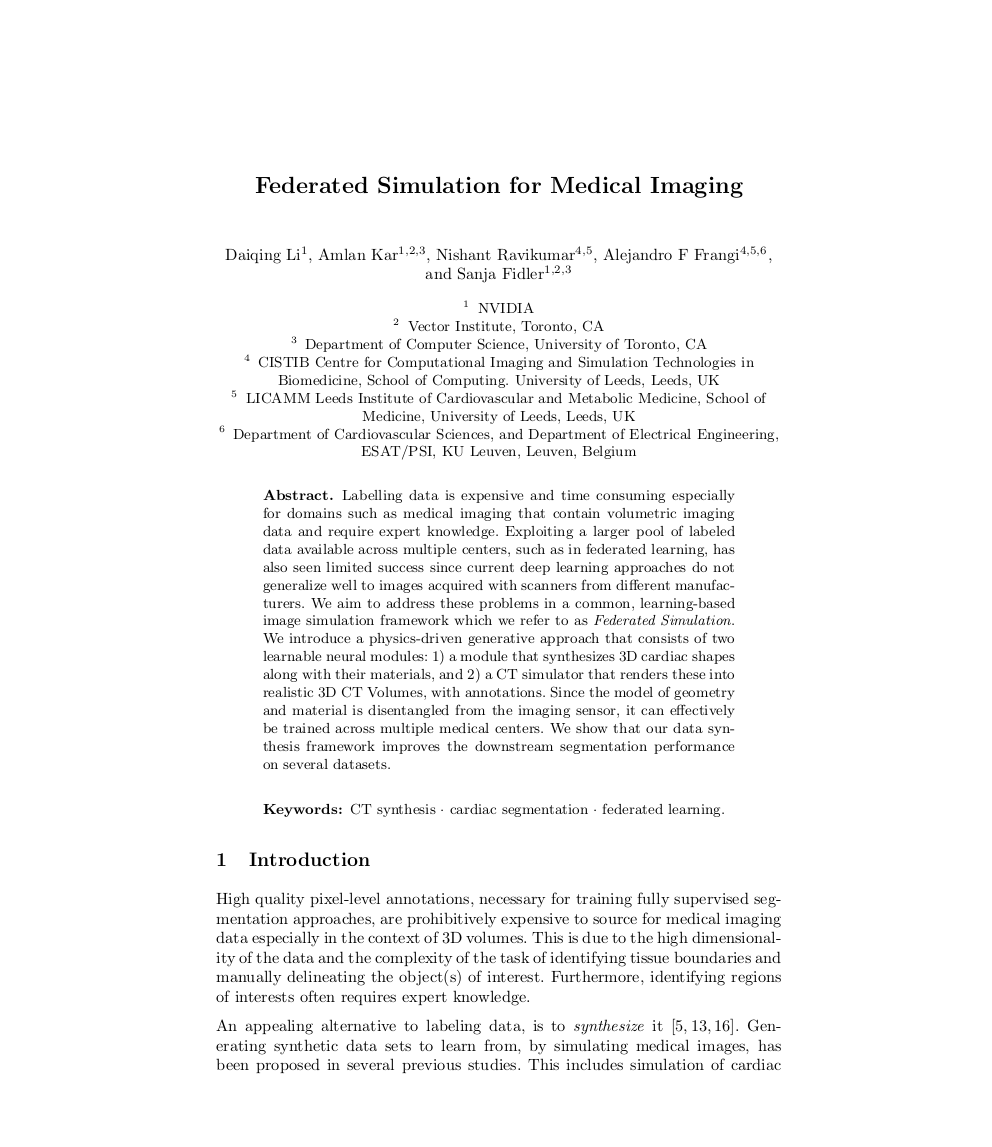 Federated Simulation for Medical Imaging
Daiqing Li1, Amlan Kar1,2,3, Nishant Ravikumar4,5, Alejandro F Frangi4,5,6,
and Sanja Fidler1,2,3
1 NVIDIA
2 Vector Institute, Toronto, CA
3 Department of Computer Science, University of Toronto, CA
4 CISTIB Centre for Computational Imaging and Simulation Technologies in
Biomedicine, School of Computing. University of Leeds, Leeds, UK
5 LICAMM Leeds Institute of Cardiovascular and Metabolic Medicine, School of
Medicine, University of Leeds, Leeds, UK
6 Department of Cardiovascular Sciences, and Department of Electrical Engineering,
ESAT/PSI, KU Leuven, Leuven, Belgium
Abstract. Labelling data is expensive and time consuming especially
for domains such as medical imaging that contain volumetric imaging
data and require expert knowledge. Exploiting a larger pool of labeled
data available across multiple centers, such as in federated learning, has
also seen limited success since current deep learning approaches do not
generalize well to images acquired with scanners from different manufac-
turers. We aim to address these problems in a common, learning-based
image simulation framework which we refer to as Federated Simulation.
We introduce a physics-driven generative approach that consists of two
learnable neural modules: 1) a module that synthesizes 3D cardiac shapes
along with their materials, and 2) a CT simulator that renders these into
realistic 3D CT Volumes, with annotations. Since the model of geometry
and material is disentangled from the imaging sensor, it can effectively
be trained across multiple medical centers. We show that our data syn-
thesis framework improves the downstream segmentation performance
on several datasets.
Keywords: CT synthesis · cardiac segmentation · federated learning.
1 Introduction
High quality pixel-level annotations, necessary for training fully supervised seg-
mentation approaches, are prohibitively expensive to source for medical imaging
data especially in the context of 3D volumes. This is due to the high dimensional-
ity of the data and the complexity of the task of identifying tissue boundaries and
manually delineating the object(s) of interest. Furthermore, identifying regions
of interests often requires expert knowledge.
An appealing alternative to labeling data, is to synthesize it [5, 13, 16]. Gen-
erating synthetic data sets to learn from, by simulating medical images, has
been proposed in several previous studies. This includes simulation of cardiac